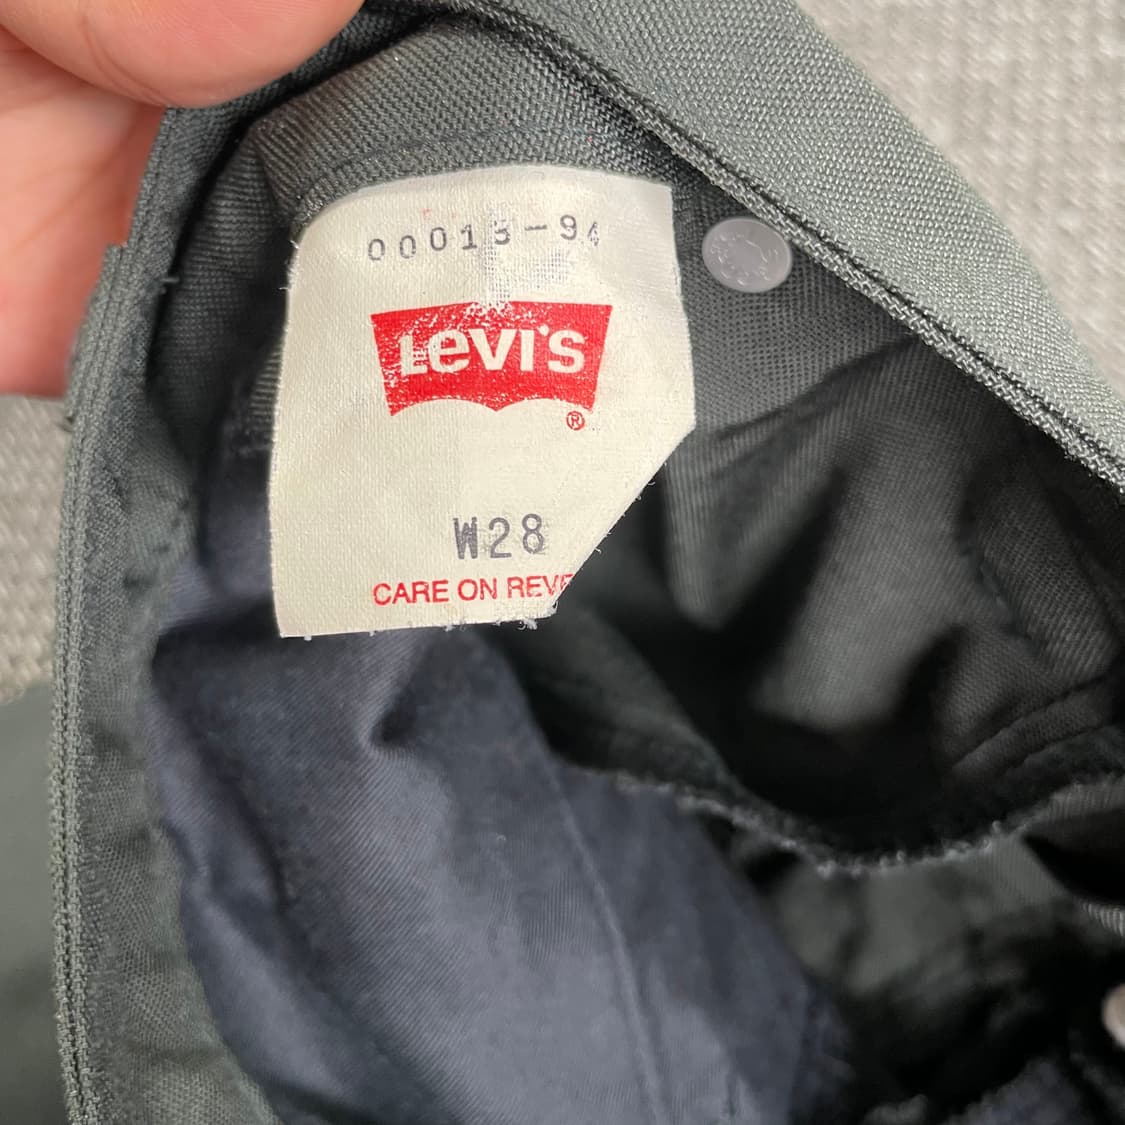 00013-94
LEVI'S
®
W28
CARE ON REVE